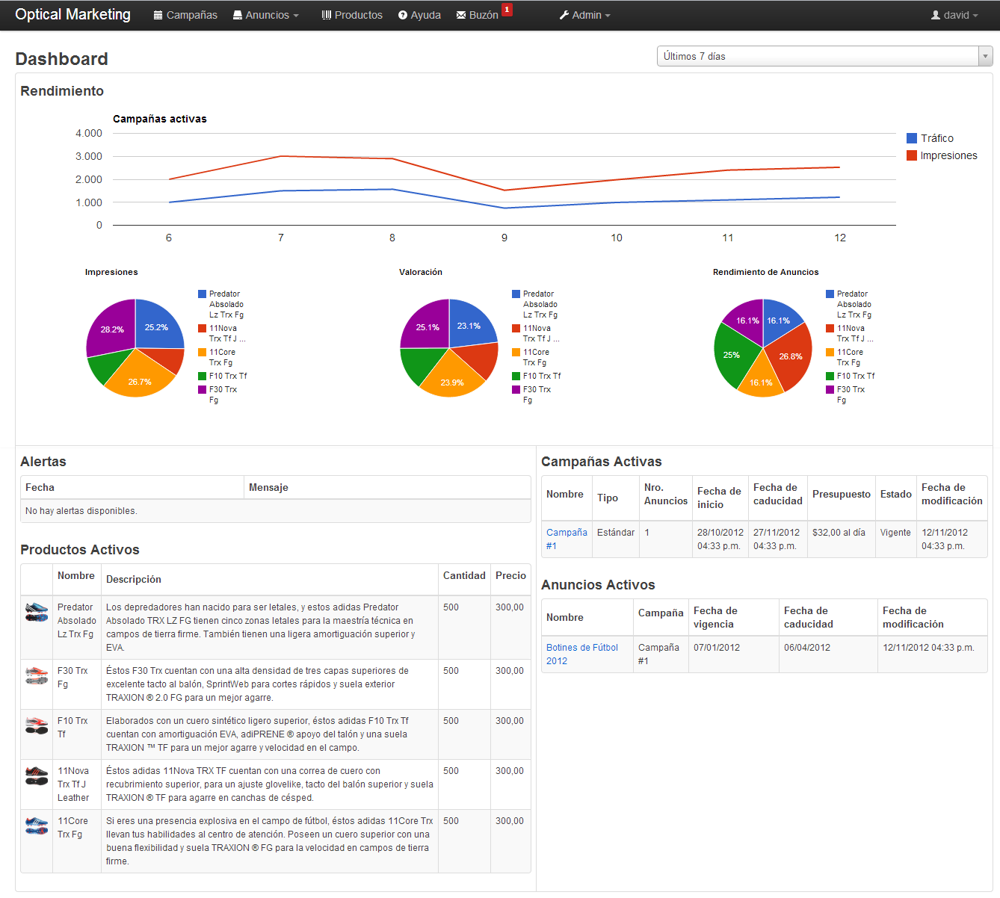 Optical Marketing
Campañas
Anuncios
Productos
Ayuda
Buzón
1
Admin
david
Dashboard
Últimos 7 días
Rendimiento
Campañas activas
4.000
3.000
2.000
1.000
0
6 7 8 9 10 11 12
Tráfico
Impresiones
Impresiones
25.2%
28.2%
26.7%
Predator
Absolado
Lz Trx Fg
11Nova
Trx Tf J ...
11Core
Trx Fg
F10 Trx Tf
F30 Trx
Fg
Valoración
23.1%
25.1%
23.9%
Predator
Absolado
Lz Trx Fg
11Nova
Trx Tf J ...
11Core
Trx Fg
F10 Trx Tf
F30 Trx
Fg
Rendimiento de Anuncios
16.1%
16.1%
26.8%
25%
16.1%
Predator
Absolado
Lz Trx Fg
11Nova
Trx Tf J ...
11Core
Trx Fg
F10 Trx Tf
F30 Trx
Fg
Alertas
Fecha Mensaje
No hay alertas disponibles.
Productos Activos
Nombre Descripción Cantidad Precio
Predator
Absolado
Lz Trx Fg
Los depredadores han nacido para ser letales, y estos adidas Predator
Absolado TRX LZ FG tienen cinco zonas letales para la maestría técnica en
campos de tierra firme. También tienen una ligera amortiguación superior y
EVA.
500
300,00
F30 Trx
Fg
Éstos F30 Trx cuentan con una alta densidad de tres capas superiores de
excelente tacto al balón, SprintWeb para cortes rápidos y suela exterior
TRAXION ® 2.0 FG para un mejor agarre.
500
300,00
F10 Trx
Tf
Elaborados con un cuero sintético ligero superior, éstos adidas F10 Trx Tf
cuentan con amortiguación EVA, adiPRENE ® apoyo del talón y una suela
TRAXION ™ TF para un mejor agarre y velocidad en el campo.
500
300,00
11Nova
Trx Tf J
Leather
Éstos adidas 11Nova TRX TF cuentan con una correa de cuero con
recubrimiento superior, para un ajuste glovelike, tacto del balón superior y suela
TRAXION ® TF para agarre en canchas de césped.
500
300,00
11Core
Trx Fg
Si eres una presencia explosiva en el campo de fútbol, éstos adidas 11Core Trx
llevan tus habilidades al centro de atención. Poseen un cuero superior con una
buena flexibilidad y suela TRAXION ® FG para la velocidad en campos de tierra
firme.
500
300,00
Campañas Activas
Nombre
Tipo
Nro.
Anuncios
Fecha de
inicio
Fecha de
caducidad
Presupuesto
Estado
Fecha de
modificación
Campaña
#1
Estándar
1
28/10/2012
04:33 p.m.
27/11/2012
04:33 p.m.
$32,00 al día
Vigente
12/11/2012
04:33 p.m.
Anuncios Activos
Nombre
Campaña
Fecha de
vigencia
Fecha de
caducidad
Fecha de
modificación
Botines de Fútbol
2012
Campaña
#1
07/01/2012
06/04/2012
12/11/2012 04:33 p.m.